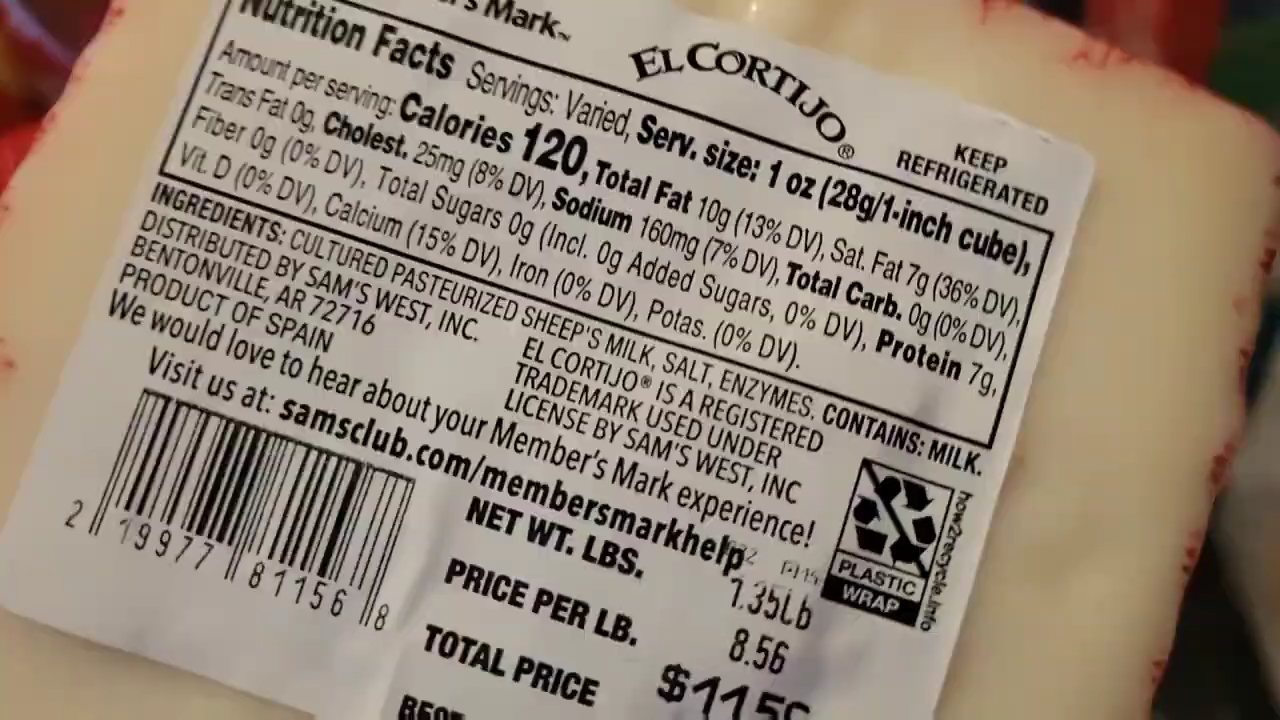 Mark™
EL CORTIJO®
KEEP
REFRIGERATED
Nutrition Facts Servings: Varied, Serv. size: 1 oz (28g/1-inch cube),
Amount per serving: Calories 120, Total Fat 10g (13% DV), Sat. Fat 7g (36% DV),
Trans Fat 0g, Cholest. 25mg (8% DV), Sodium 160mg (7% DV), Total Carb. 0g (0% DV),
Fiber 0g (0% DV), Total Sugars 0g (Incl. 0g Added Sugars, 0% DV), Protein 7g,
Vit. D (0% DV), Calcium (15% DV), Iron (0% DV), Potas. (0% DV).
INGREDIENTS: CULTURED PASTEURIZED SHEEP'S MILK, SALT, ENZYMES. CONTAINS: MILK.
DISTRIBUTED BY SAM'S WEST, INC.
BENTONVILLE, AR 72716
PRODUCT OF SPAIN
EL CORTIJO® IS A REGISTERED
TRADEMARK USED UNDER
LICENSE BY SAM'S WEST, INC
We would love to hear about your Member's Mark experience!
Visit us at: samsclub.com/membersmarkhelp
2 19977 81156 8
NET WT. LBS. 1.35Lb
PRICE PER LB. 8.56
TOTAL PRICE
PLASTIC
WRAP
how2recycle.info